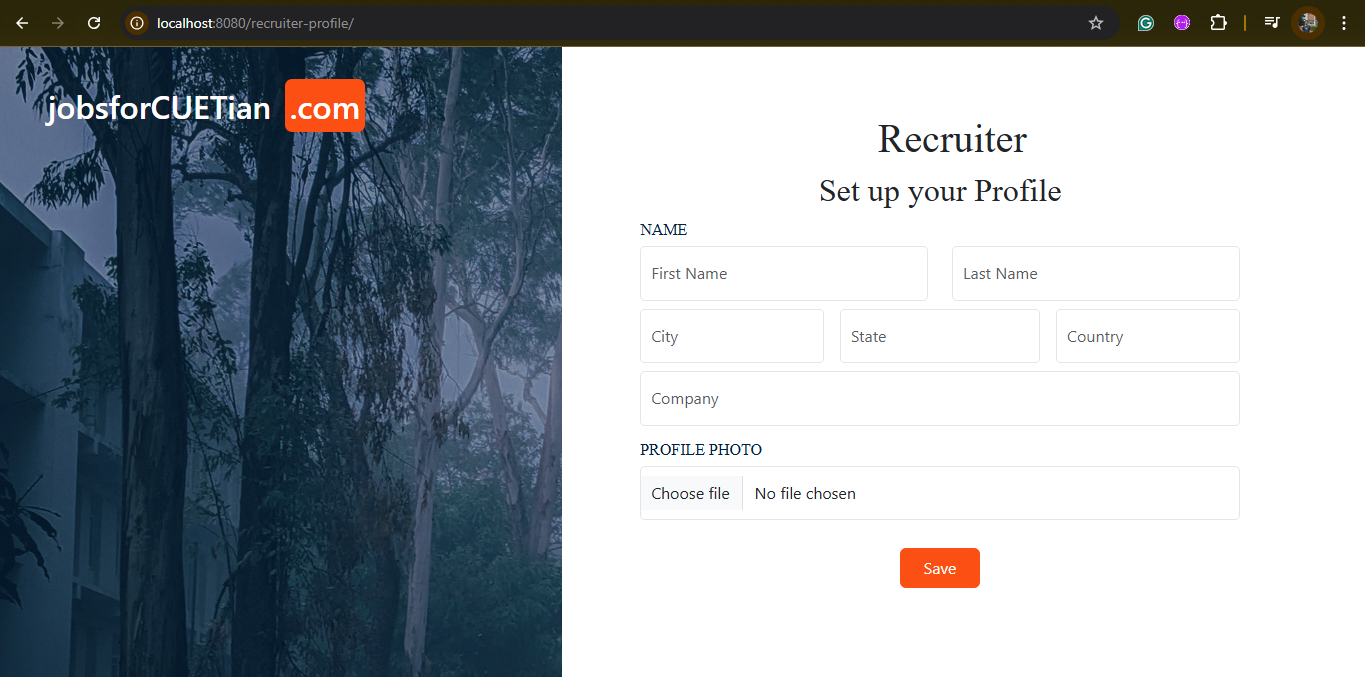 localhost:8080/recruiter-profile/
jobsforCUETian .com
Recruiter
Set up your Profile
NAME
First Name Last Name
City State Country
Company
PROFILE PHOTO
Choose file No file chosen
Save